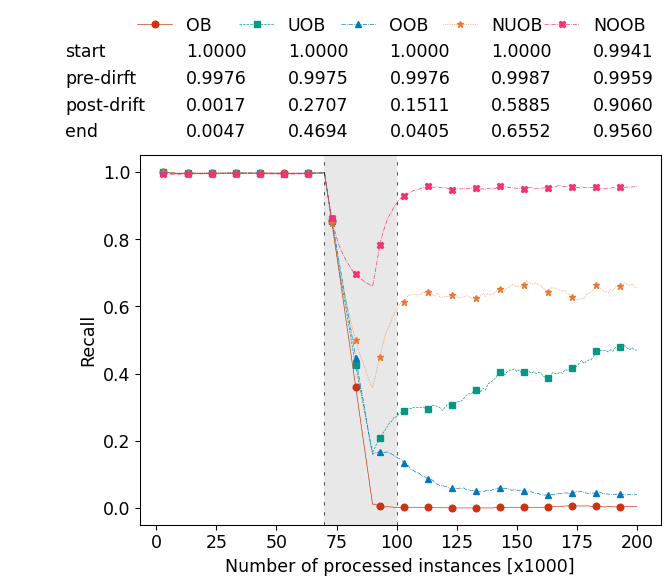 OB UOB OOB NUOB NOOB
start 1.0000 1.0000 1.0000 1.0000 0.9941
pre-dirft 0.9976 0.9975 0.9976 0.9987 0.9959
post-drift 0.0017 0.2707 0.1511 0.5885 0.9060
end 0.0047 0.4694 0.0405 0.6552 0.9560
1.0
0.8
0.6
0.4
0.2
0.0
Recall
0 25 50 75 100 125 150 175 200
Number of processed instances [x1000]